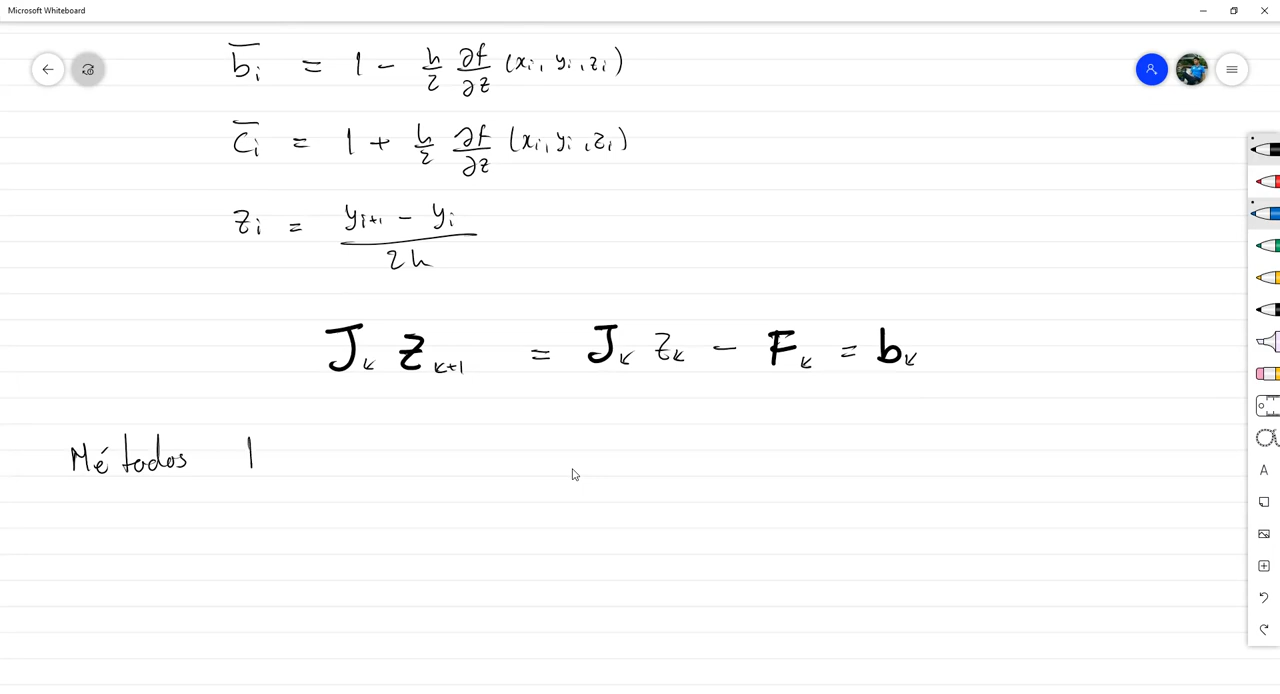 Microsoft Whiteboard
b̄ᵢ = 1 - h/2 ∂f/∂z (xᵢ, yᵢ, zᵢ)
c̄ᵢ = 1 + h/2 ∂f/∂z (xᵢ, yᵢ, zᵢ)
zᵢ = (yᵢ₊₁ - yᵢ)/2h
Jₖ Zₖ₊₁ = Jₖ Zₖ - Fₖ = bₖ
Métodos |
A